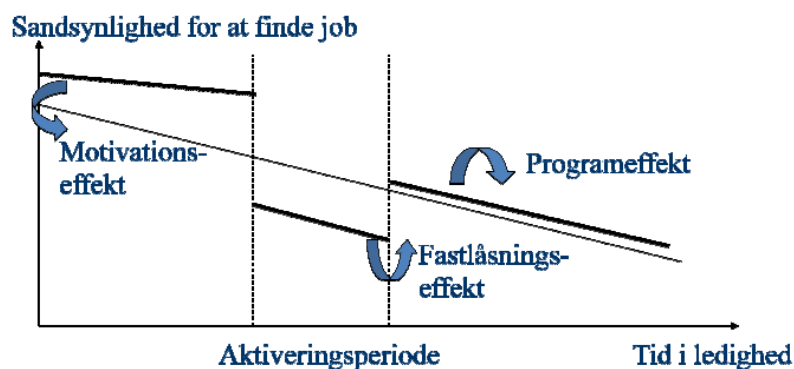 Sandsynlighed for at finde job
Motivations-
effekt
Programeffekt
Fastlåsnings-
effekt
Aktiveringsperiode
Tid i ledighed